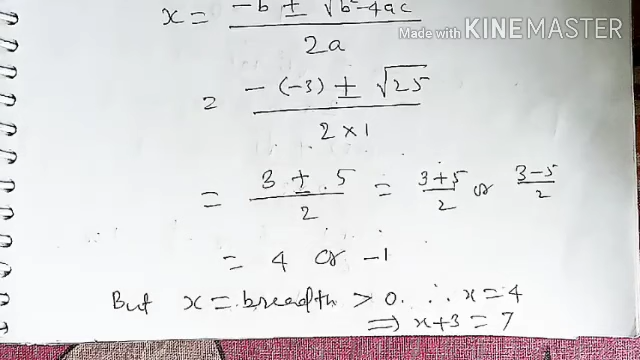 x = (-b ± √b²-4ac)/2a
Made with KINEMASTER
= (-(-3) ± √25)/(2×1)
= (3 ± 5)/2 = (3+5)/2 or (3-5)/2
= 4 or -1
But x = breadth > 0. ∴ x = 4
⇒ x+3 = 7